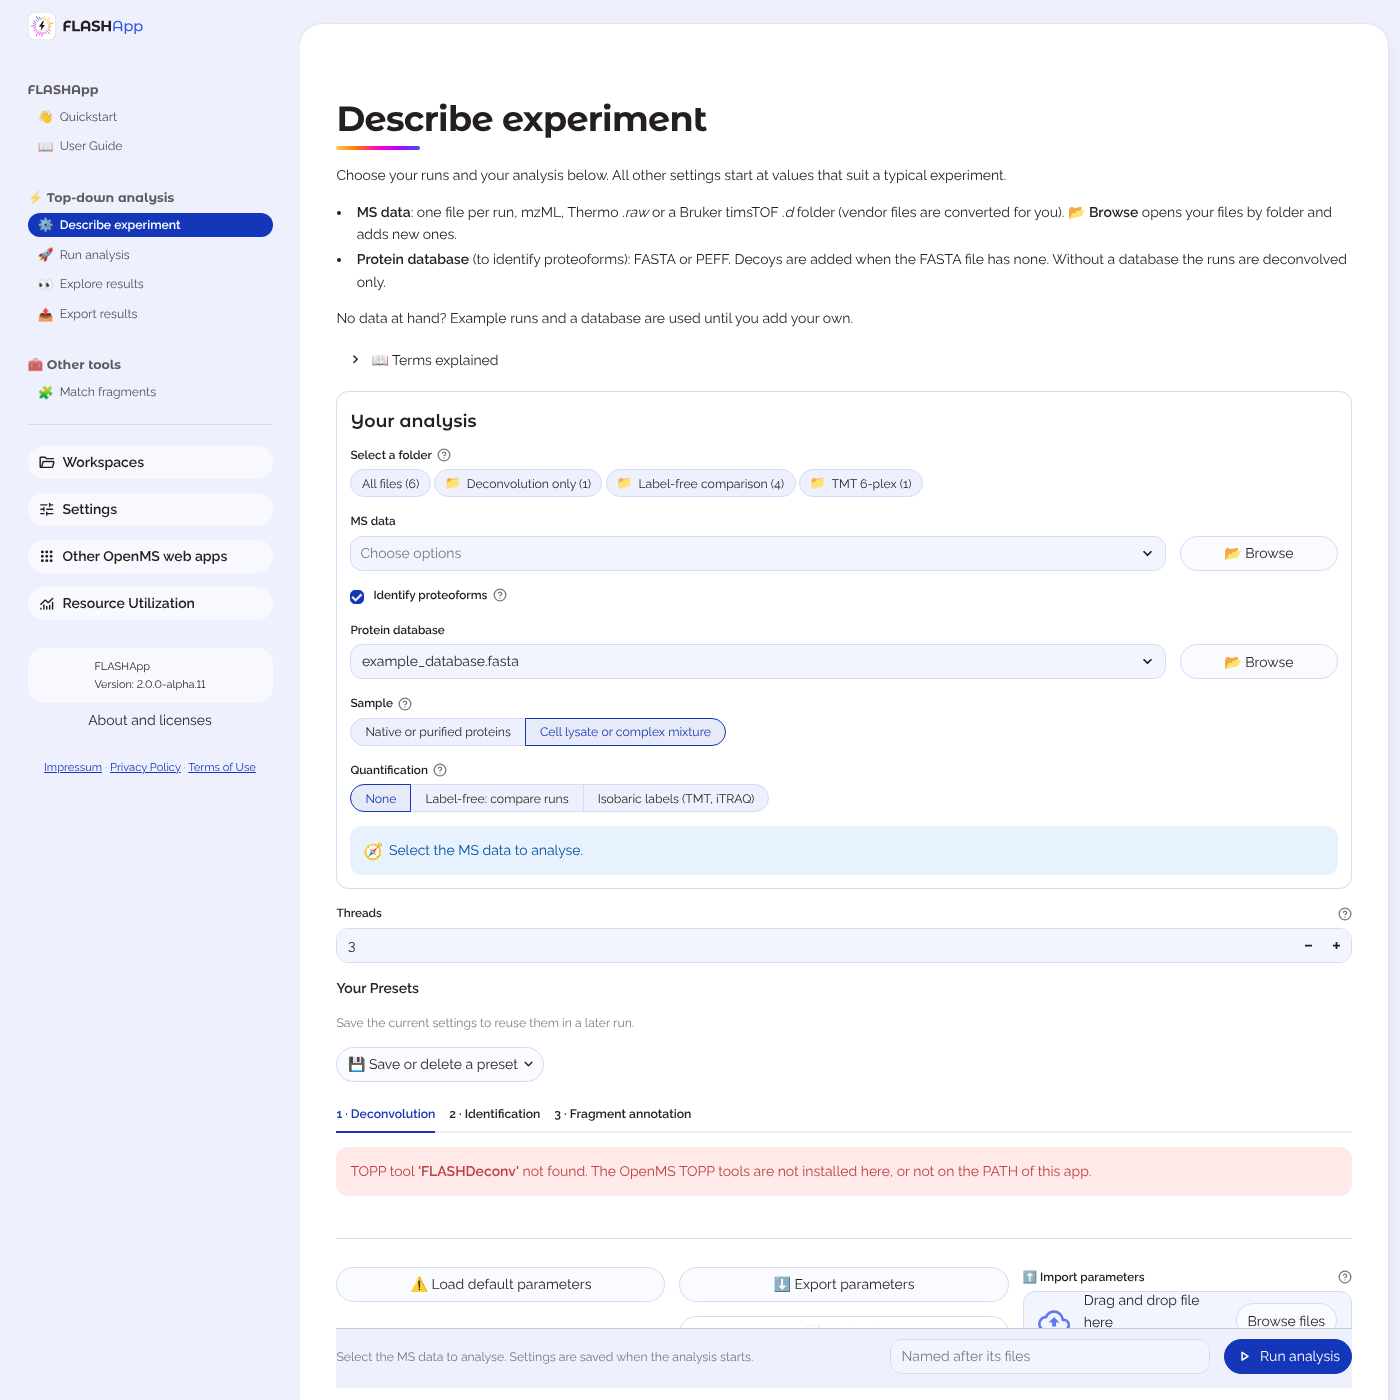 FLASHApp
FLASHApp
Quickstart
User Guide
Top-down analysis
Describe experiment
Run analysis
Explore results
Export results
Other tools
Match fragments
Workspaces
Settings
Other OpenMS web apps
Resource Utilization
FLASHApp
Version: 2.0.0-alpha.11
About and licenses
Impressum · Privacy Policy · Terms of Use
Describe experiment
Choose your runs and your analysis below. All other settings start at values that suit a typical experiment.
• MS data: one file per run, mzML, Thermo .raw or a Bruker timsTOF .d folder (vendor files are converted for you). Browse opens your files by folder and
adds new ones.
• Protein database (to identify proteoforms): FASTA or PEFF. Decoys are added when the FASTA file has none. Without a database the runs are deconvolved
only.
No data at hand? Example runs and a database are used until you add your own.
Terms explained
Your analysis
Select a folder
All files (6) Deconvolution only (1) Label-free comparison (4) TMT 6-plex (1)
MS data
Choose options Browse
Identify proteoforms
Protein database
example_database.fasta Browse
Sample
Native or purified proteins Cell lysate or complex mixture
Quantification
None Label-free: compare runs Isobaric labels (TMT, iTRAQ)
Select the MS data to analyse.
Threads
3
Your Presets
Save the current settings to reuse them in a later run.
Save or delete a preset
1 · Deconvolution 2 · Identification 3 · Fragment annotation
TOPP tool 'FLASHDeconv' not found. The OpenMS TOPP tools are not installed here, or not on the PATH of this app.
Load default parameters Export parameters Import parameters
Drag and drop file
here
Browse files
Select the MS data to analyse. Settings are saved when the analysis starts. Named after its files Run analysis